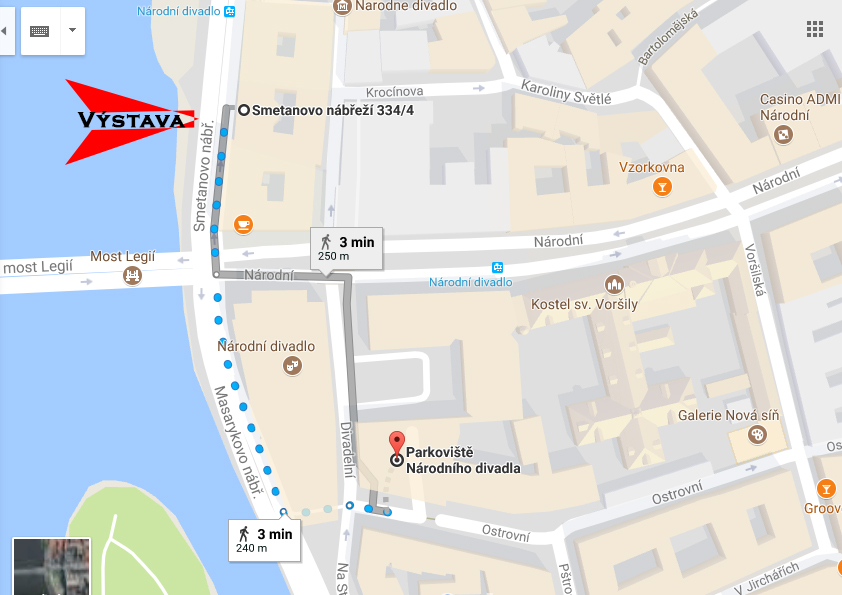 Národní divadlo
Narodne divadlo
Bartolomějská
Krocínova
Karoliny Světlé
Casino ADMI
Národní
Smetanovo nábřeží 334/4
VÝSTAVA
Smetanovo nábř.
Vzorkovna
Národní
Národní
3 min
250 m
Most Legií
most Legií
Národní
Národní divadlo
Voršilská
Kostel sv. Voršily
Národní divadlo
Masarykovo nábř.
Divadelní
Galerie Nová síň
Parkoviště
Národního divadla
Os
Ostrovní
Groov
3 min
240 m
Ostrovní
Na St
Pštro
V Jirchářích